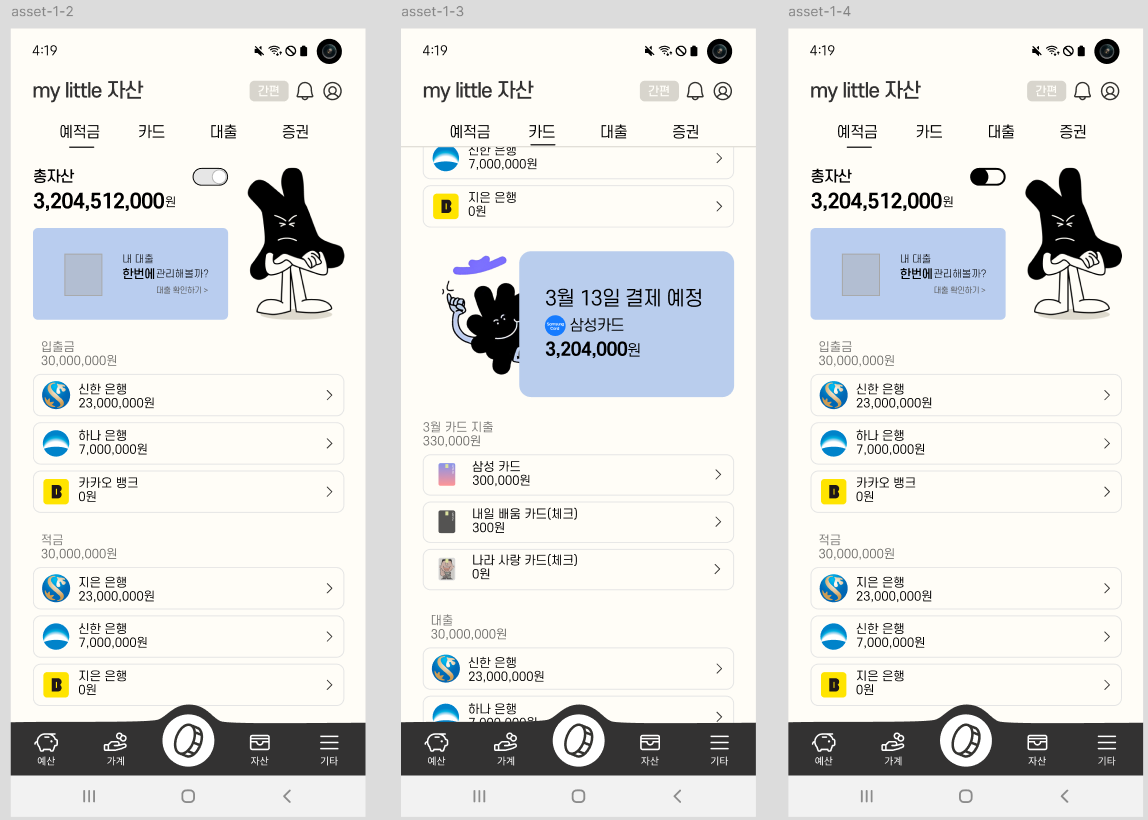 asset-1-2
4:19
my little 자산
간편
예적금 카드 대출 증권
총자산
3,204,512,000원
내 대출
한번에관리해볼까?
대출 확인하기 >
입출금
30,000,000원
신한 은행
23,000,000원
하나 은행
7,000,000원
카카오 뱅크
0원
적금
30,000,000원
지은 은행
23,000,000원
신한 은행
7,000,000원
지은 은행
0원
예산 가계 자산 기타
asset-1-3
4:19
my little 자산
간편
예적금 카드 대출 증권
신한 은행
7,000,000원
지은 은행
0원
3월 13일 결제 예정
삼성카드
3,204,000원
3월 카드 지출
330,000원
삼성 카드
300,000원
내일 배움 카드(체크)
300원
나라 사랑 카드(체크)
0원
대출
30,000,000원
신한 은행
23,000,000원
하나 은행
7,000,000원
예산 가계 자산 기타
asset-1-4
4:19
my little 자산
간편
예적금 카드 대출 증권
총자산
3,204,512,000원
내 대출
한번에관리해볼까?
대출 확인하기 >
입출금
30,000,000원
신한 은행
23,000,000원
하나 은행
7,000,000원
카카오 뱅크
0원
적금
30,000,000원
지은 은행
23,000,000원
신한 은행
7,000,000원
지은 은행
0원
예산 가계 자산 기타